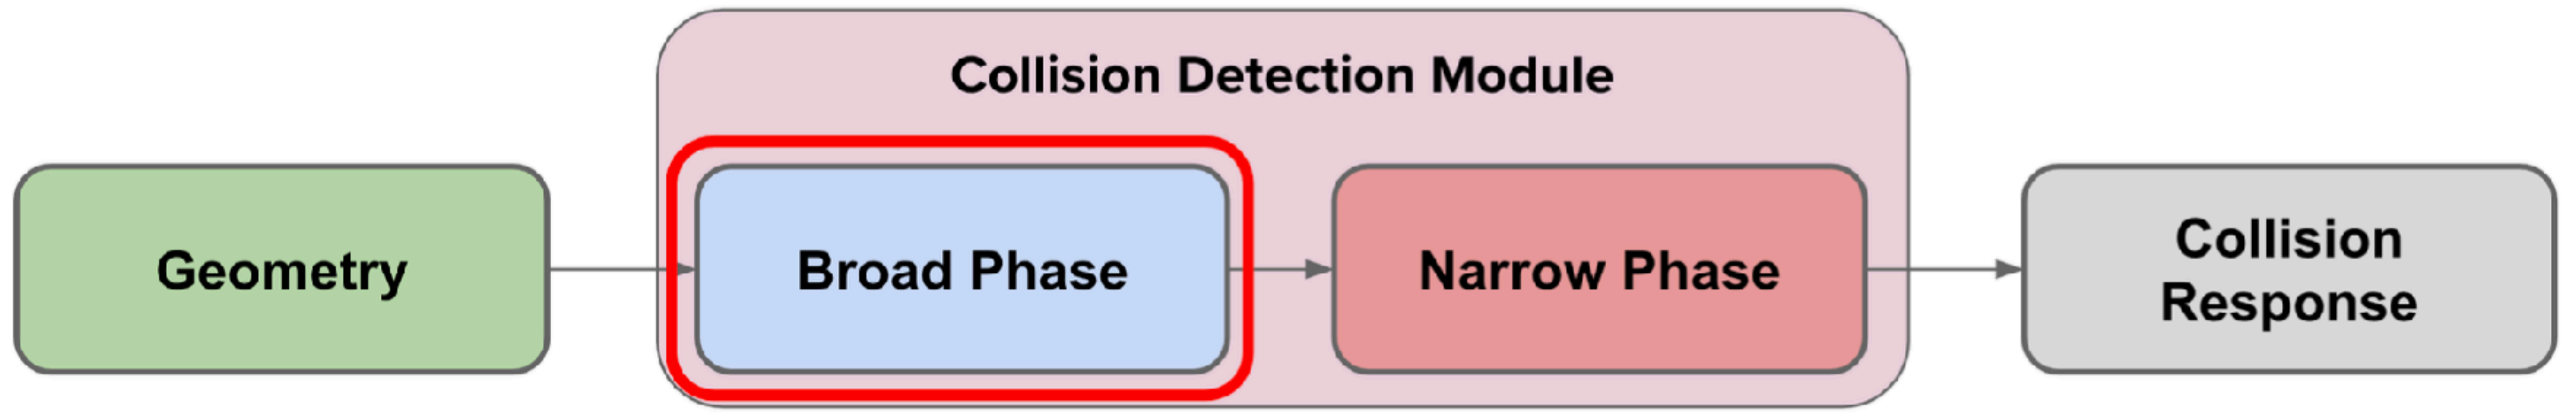 Collision Detection Module
Geometry
Broad Phase
Narrow Phase
Collision
Response